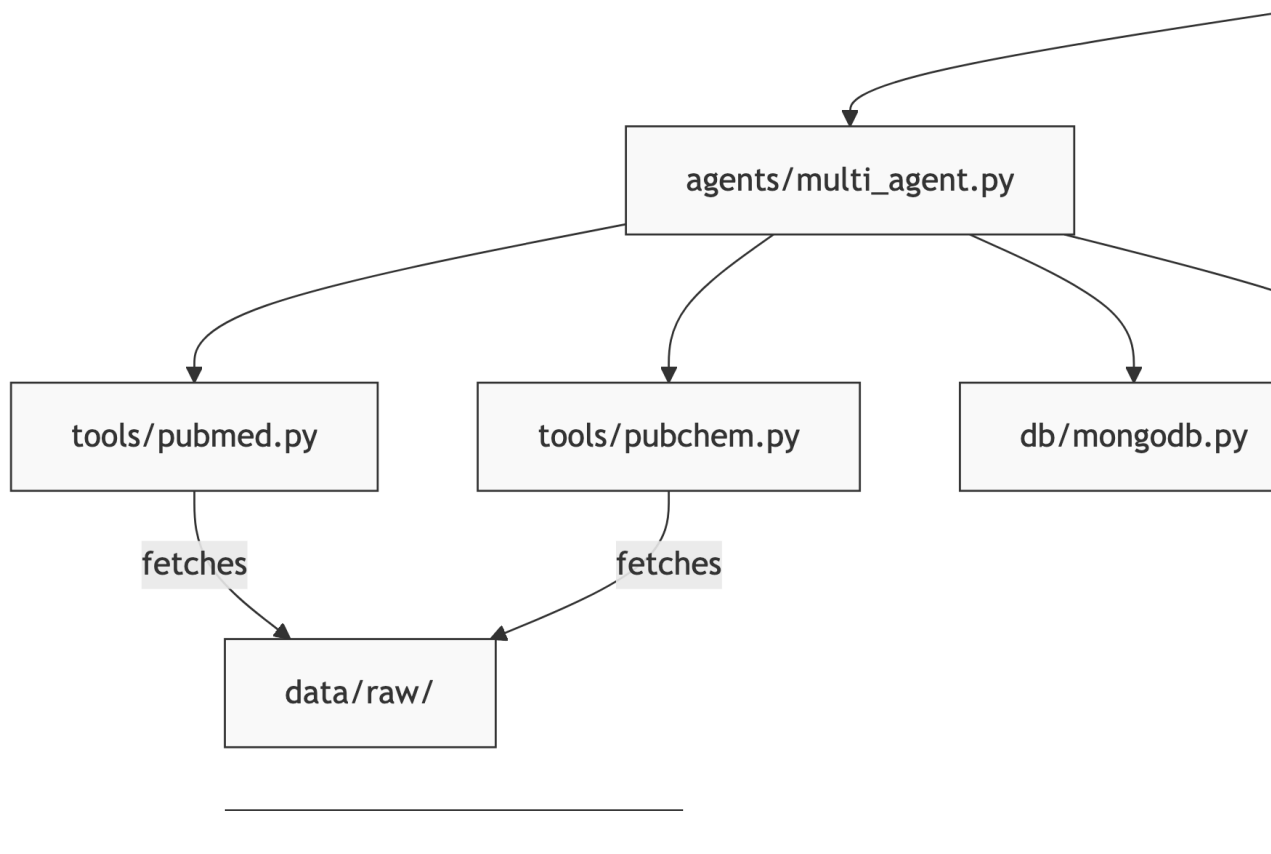 agents/multi_agent.py
tools/pubmed.py
tools/pubchem.py
db/mongodb.py
fetches
fetches
data/raw/